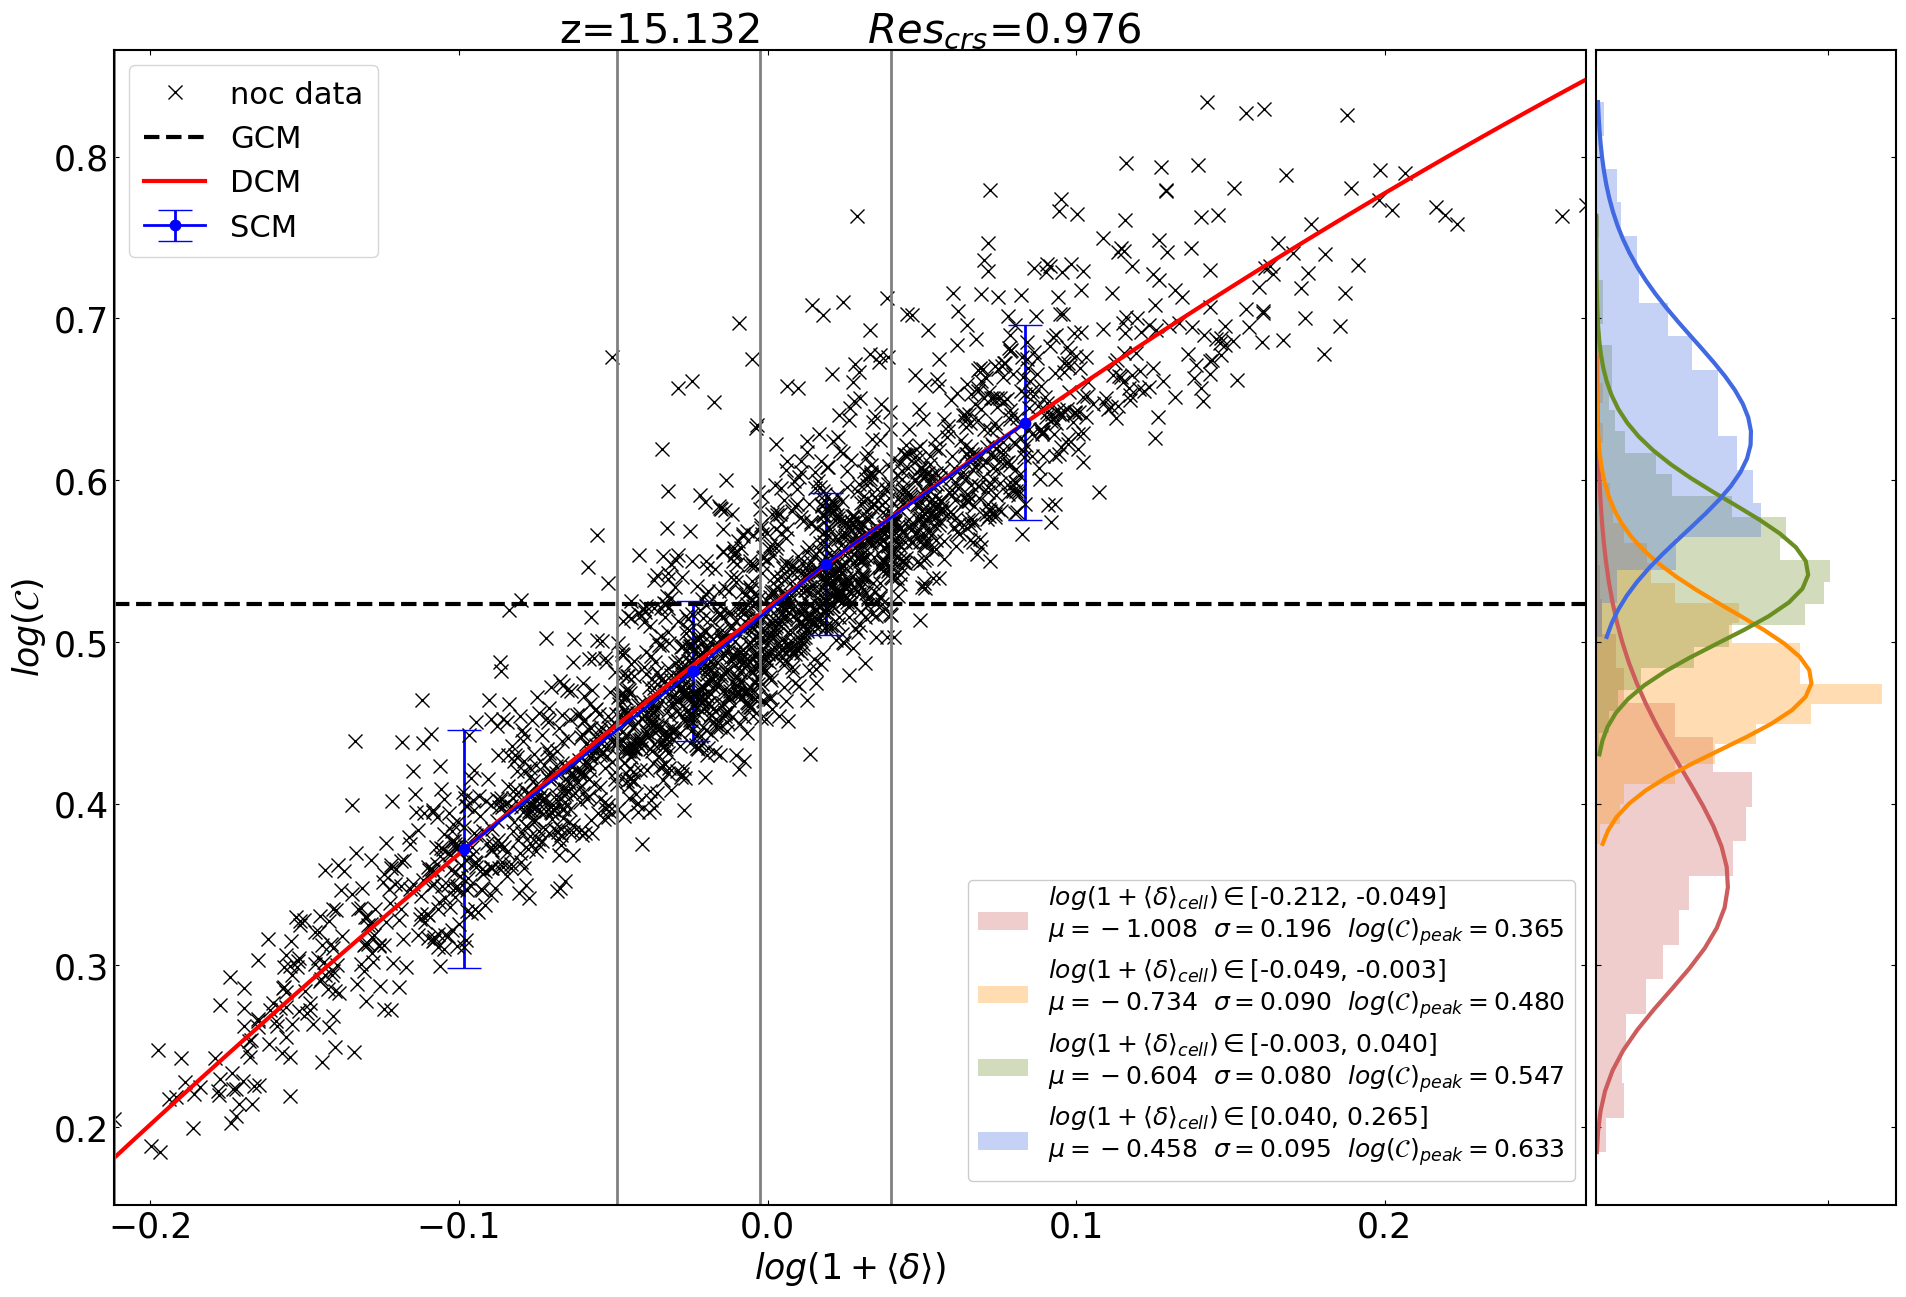 z=15.132 Res_crs=0.976
noc data
GCM
DCM
SCM
log(𝒞)
0.8
0.7
0.6
0.5
0.4
0.3
0.2
log(1+⟨δ⟩_cell) ∈ [-0.212, -0.049]
μ = −1.008 σ = 0.196 log(𝒞)_peak = 0.365
log(1+⟨δ⟩_cell) ∈ [-0.049, -0.003]
μ = −0.734 σ = 0.090 log(𝒞)_peak = 0.480
log(1+⟨δ⟩_cell) ∈ [-0.003, 0.040]
μ = −0.604 σ = 0.080 log(𝒞)_peak = 0.547
log(1+⟨δ⟩_cell) ∈ [0.040, 0.265]
μ = −0.458 σ = 0.095 log(𝒞)_peak = 0.633
−0.2 −0.1 0.0 0.1 0.2
log(1 + ⟨δ⟩)